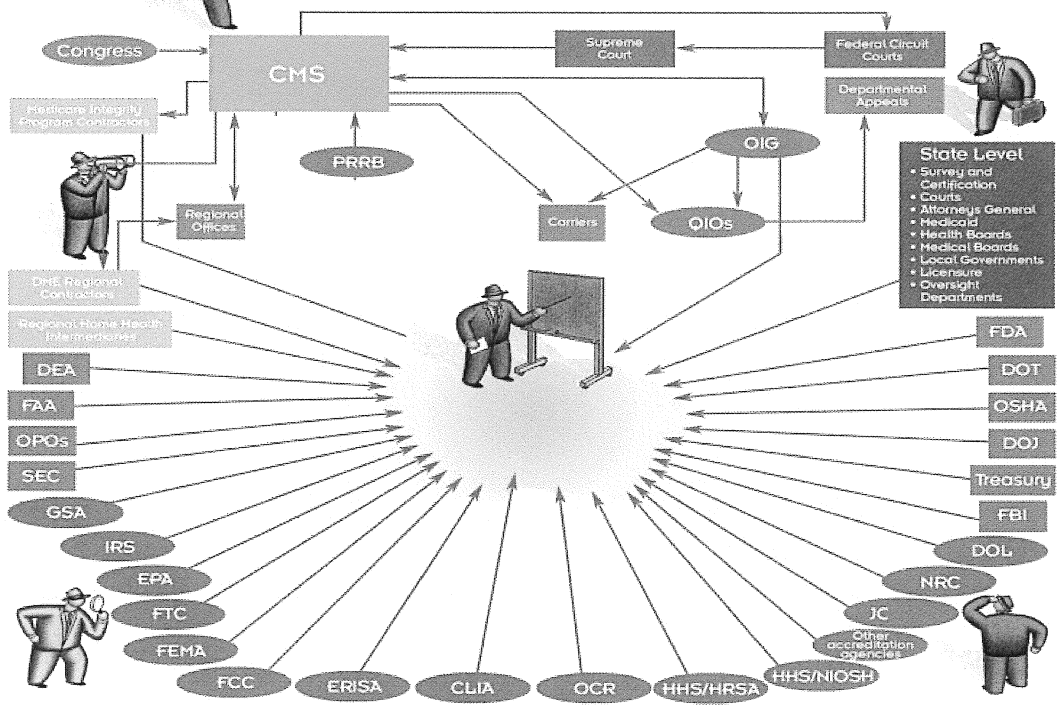 Congress
CMS
Supreme
Court
Federal Circuit
Courts
Departmental
Appeals
Medicare Integrity
Program Contractors
PRRB
OIG
State Level
• Survey and
Certification
• Courts
• Attorneys General
• Medicaid
• Health Boards
• Medical Boards
• Local Governments
• Licensure
• Oversight
Departments
Regional
Offices
Carriers
QIOs
DME Regional
Contractors
Regional Home Health
Intermediaries
DEA
FAA
OPOs
SEC
GSA
IRS
EPA
FTC
FEMA
FCC
ERISA
CLIA
OCR
HHS/HRSA
HHS/NIOSH
Other
accreditation
agencies
JC
NRC
DOL
FBI
Treasury
DOJ
OSHA
DOT
FDA